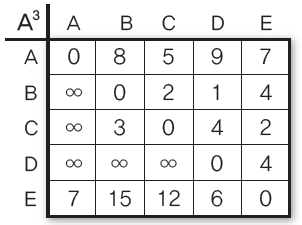 A³ A B C D E
A 0 8 5 9 7
B ∞ 0 2 1 4
C ∞ 3 0 4 2
D ∞ ∞ ∞ 0 4
E 7 15 12 6 0